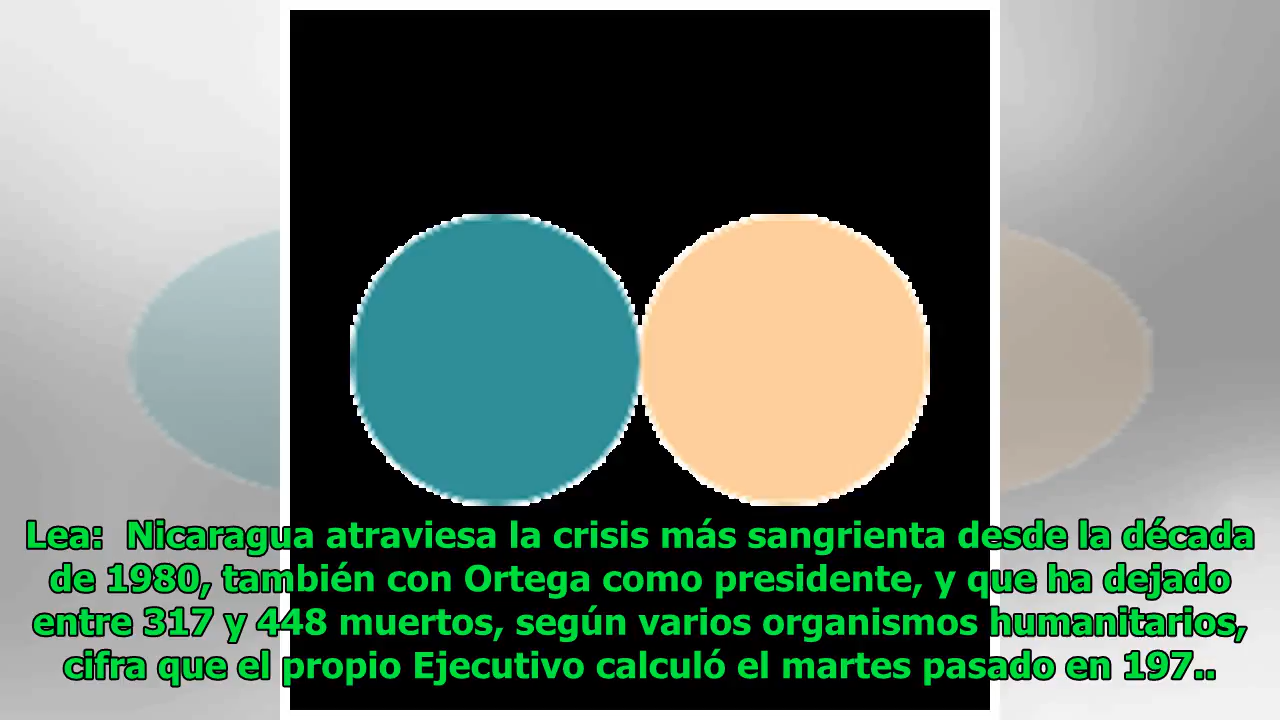 Lea:  Nicaragua atraviesa la crisis más sangrienta desde la década
de 1980, también con Ortega como presidente, y que ha dejado
entre 317 y 448 muertos, según varios organismos humanitarios,
cifra que el propio Ejecutivo calculó el martes pasado en 197..